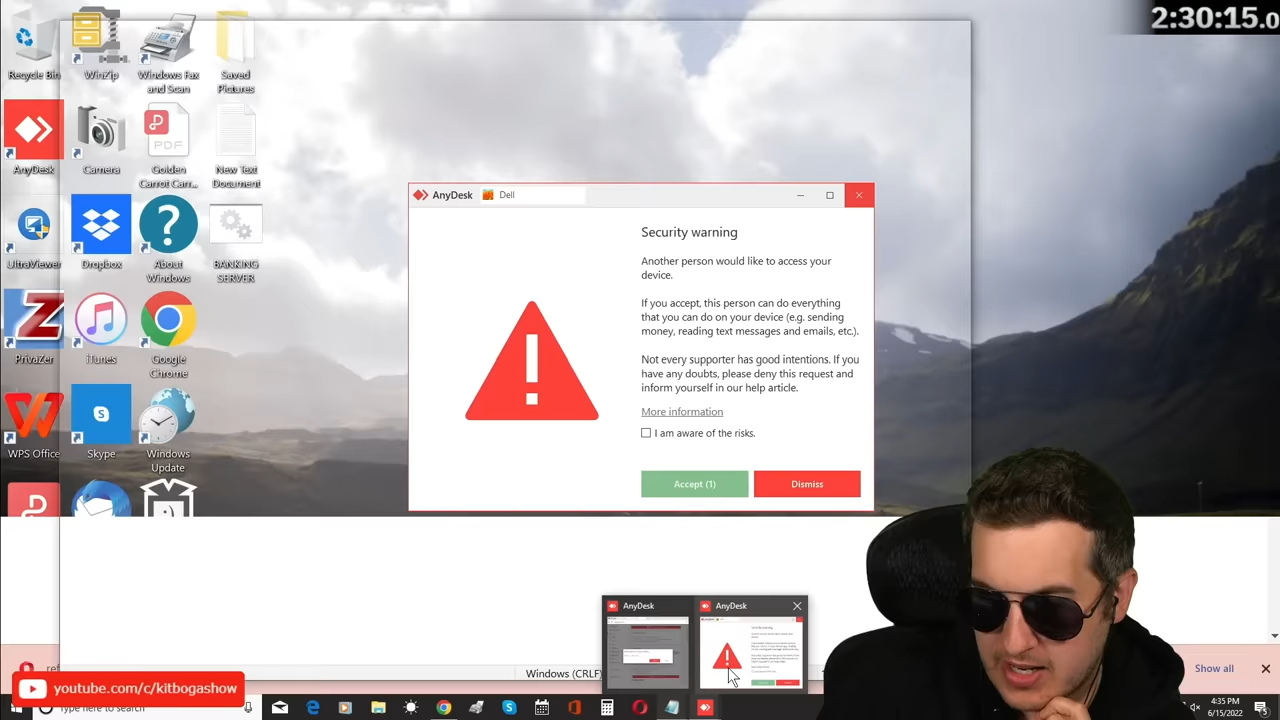 2:30:15.0
Recycle Bin
WinZip
Windows Fax
and Scan
Saved
Pictures
AnyDesk
Camera
PDF
Golden
Carrot Carr...
New Text
Document
UltraViewer
Dropbox
About
Windows
BANKING
SERVER
PrivaZer
iTunes
Google
Chrome
WPS Office
Skype
Windows
Update
AnyDesk
Dell
Security warning
Another person would like to access your
device.
If you accept, this person can do everything
that you can do on your device (e.g. sending
money, reading text messages and emails, etc.).
Not every supporter has good intentions. If you
have any doubts, please deny this request and
inform yourself in our help article.
More information
I am aware of the risks.
Accept (1)
Dismiss
AnyDesk
AnyDesk
Windows (CRLF)
Show all
youtube.com/c/kitbogashow
Type here to search
4:35 PM
6/15/2022